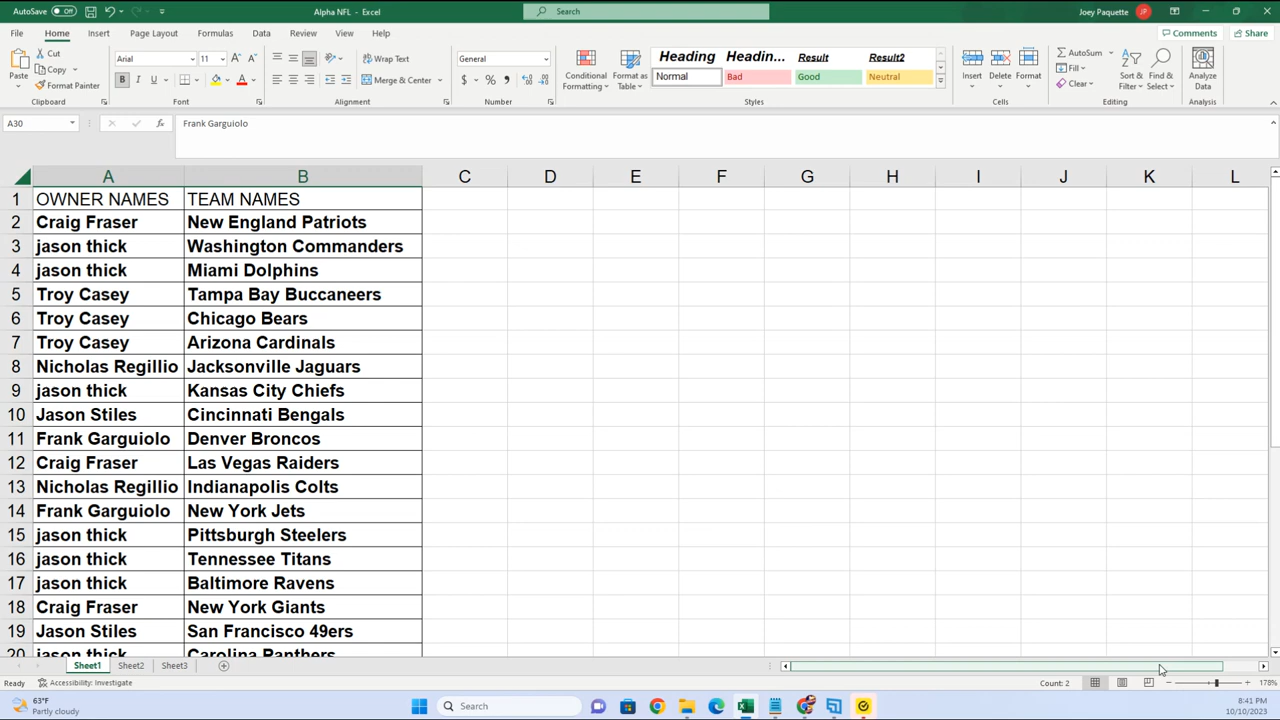 AutoSave Off Alpha NFL - Excel Search Joey Paquette JP
File Home Insert Page Layout Formulas Data Review View Help Comments Share
Paste Cut Copy Format Painter
Arial 11 B I U A A A
Wrap Text Merge & Center
General $ % ,
Conditional Formatting Format as Table
Heading Headin... Result Result2
Normal Bad Good Neutral
Insert Delete Format
AutoSum Fill Clear Sort & Filter Find & Select Analyze Data
Clipboard Font Alignment Number Styles Cells Editing Analysis
A30 fx Frank Garguiolo
A B C D E F G H I J K L
1 OWNER NAMES TEAM NAMES
2 Craig Fraser New England Patriots
3 jason thick Washington Commanders
4 jason thick Miami Dolphins
5 Troy Casey Tampa Bay Buccaneers
6 Troy Casey Chicago Bears
7 Troy Casey Arizona Cardinals
8 Nicholas Regillio Jacksonville Jaguars
9 jason thick Kansas City Chiefs
10 Jason Stiles Cincinnati Bengals
11 Frank Garguiolo Denver Broncos
12 Craig Fraser Las Vegas Raiders
13 Nicholas Regillio Indianapolis Colts
14 Frank Garguiolo New York Jets
15 jason thick Pittsburgh Steelers
16 jason thick Tennessee Titans
17 jason thick Baltimore Ravens
18 Craig Fraser New York Giants
19 Jason Stiles San Francisco 49ers
20 jason thick Carolina Panthers
Sheet1 Sheet2 Sheet3
Ready Accessibility: Investigate Count: 2 178%
63°F
Partly cloudy
Search
8:41 PM
10/10/2023